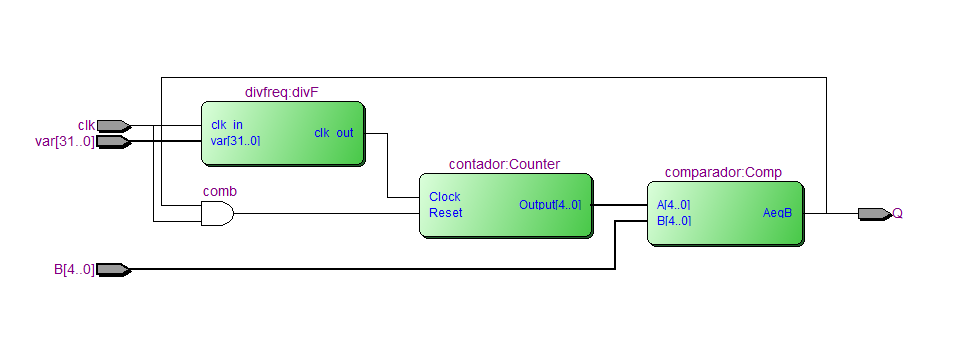 divfreq:divF
clk
clk_in
clk_out
var[31..0]
var[31..0]
contador:Counter
comparador:Comp
comb
Clock
Reset
Output[4..0]
A[4..0]
B[4..0]
AeqB
Q
B[4..0]